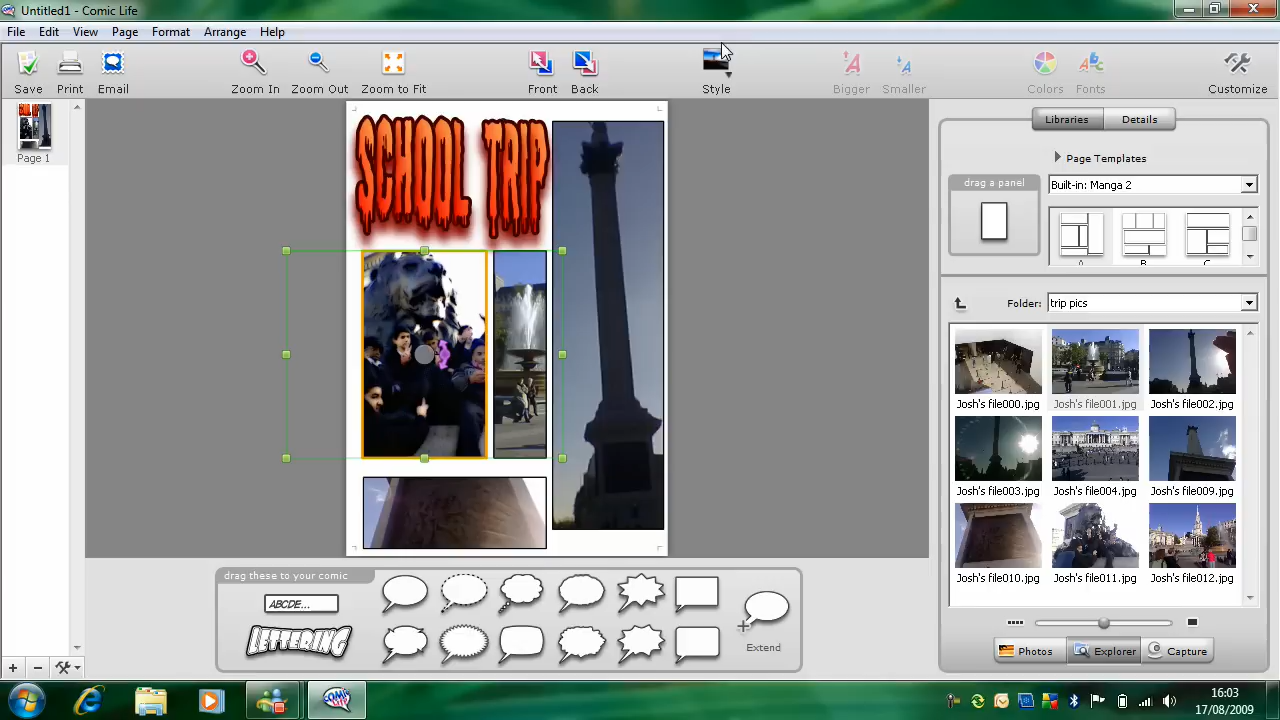 Untitled1 - Comic Life
File Edit View Page Format Arrange Help
Save Print Email Zoom In Zoom Out Zoom to Fit Front Back Style Bigger Smaller Colors Fonts Customize
Page 1
SCHOOL TRIP
Libraries Details
Page Templates
drag a panel
Built-in: Manga 2
A B C
Folder: trip pics
Josh's file000.jpg Josh's file001.jpg Josh's file002.jpg
Josh's file003.jpg Josh's file004.jpg Josh's file009.jpg
Josh's file010.jpg Josh's file011.jpg Josh's file012.jpg
Photos Explorer Capture
drag these to your comic
ABCDE...
LETTERING
Extend
16:03
17/08/2009